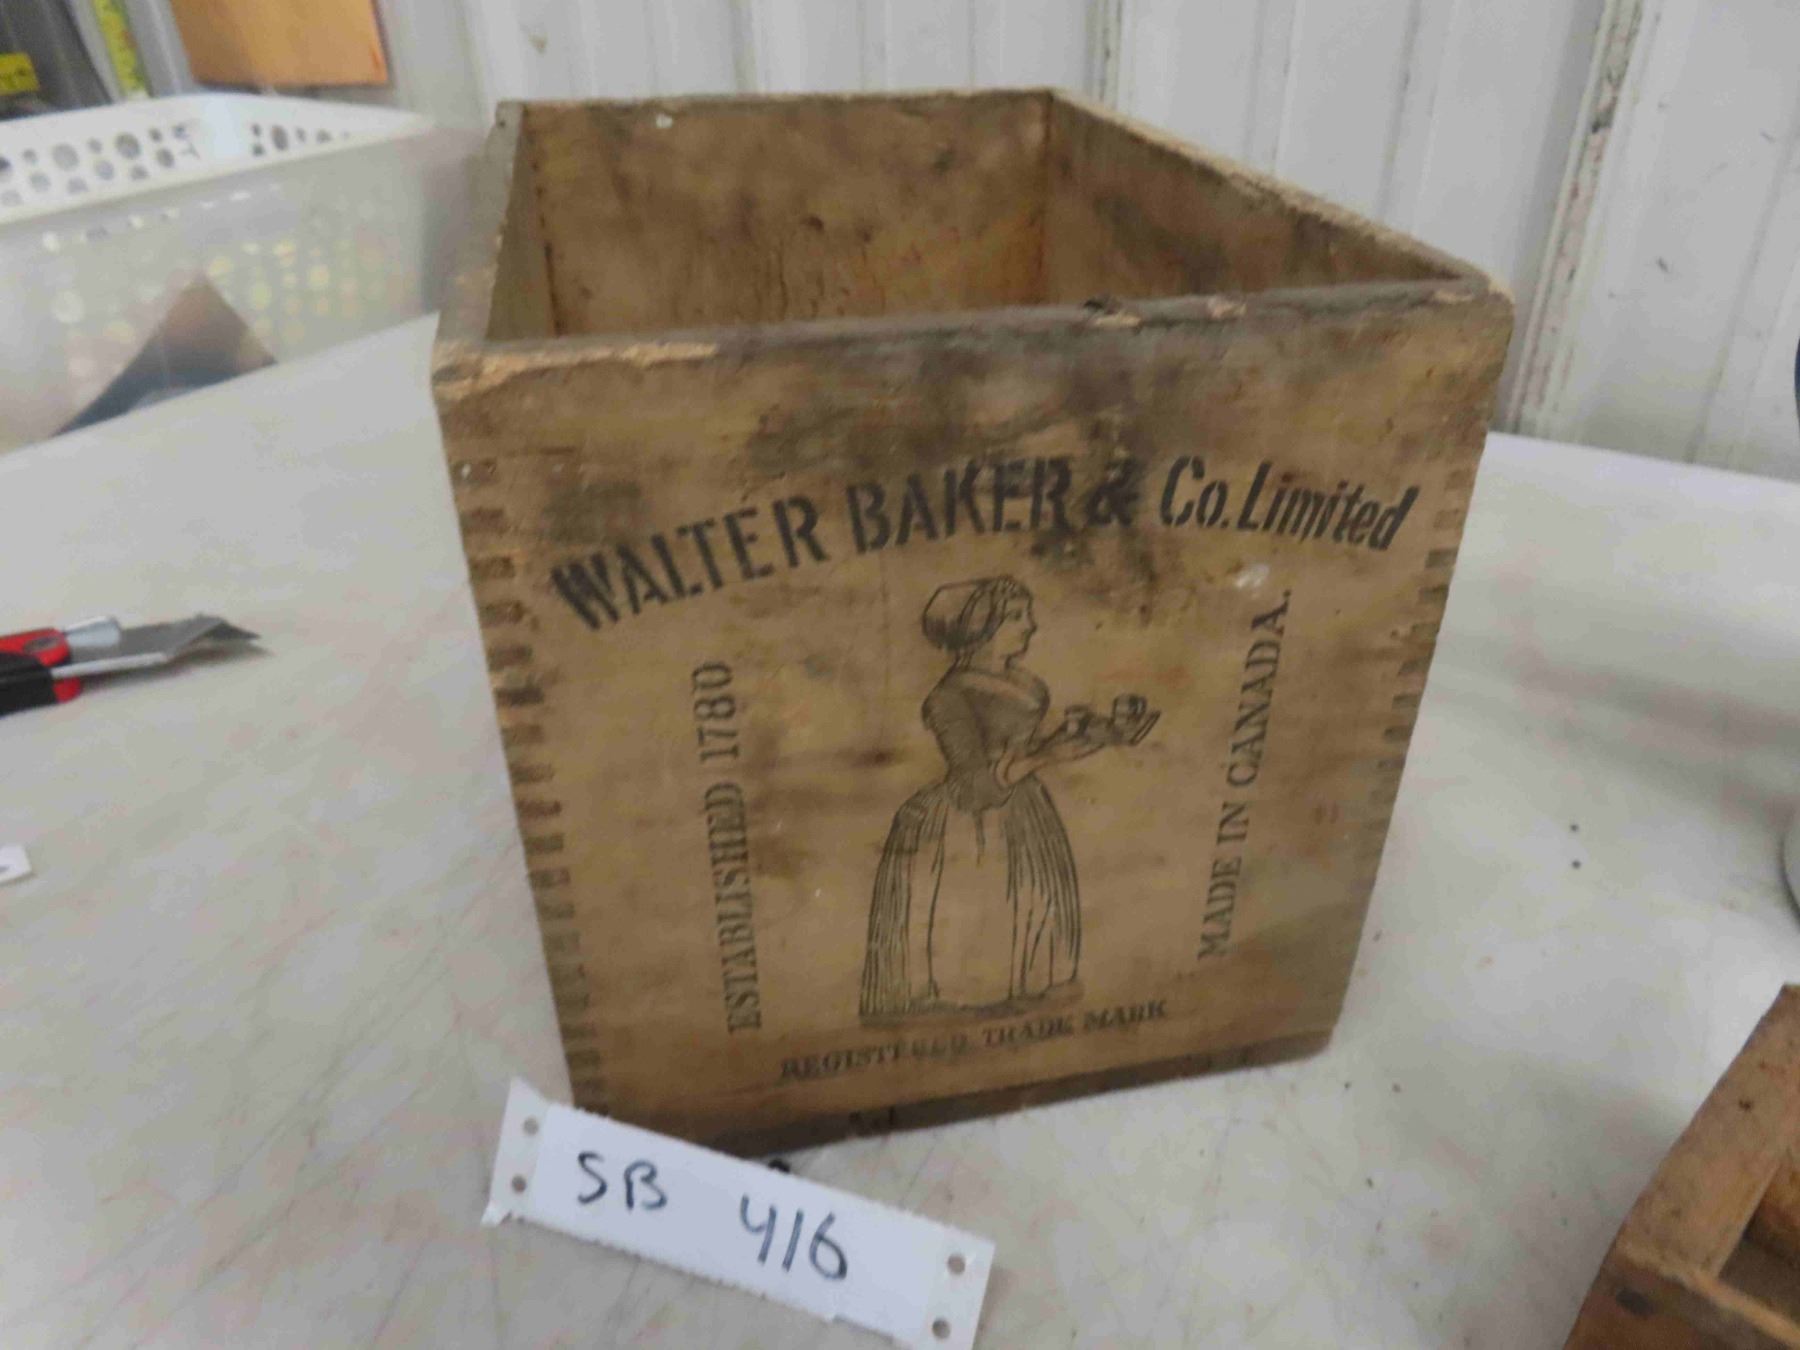 WALTER BAKER & Co. Limited
ESTABLISHED 1780
MADE IN CANADA.
REGISTERED TRADE MARK
SB 416